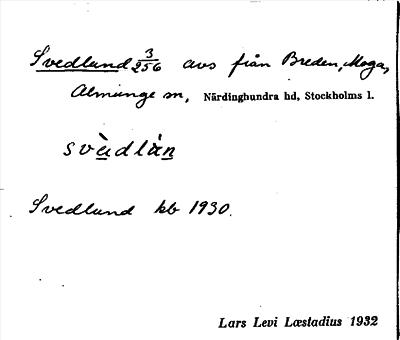 Svedlund 3/256 avs från Breden, Moga,
Almunge sn, Närdinghundra hd, Stockholms l.
svὲdlὰn
Svedlund kb 1930.
Lars Levi Læstadius 1932